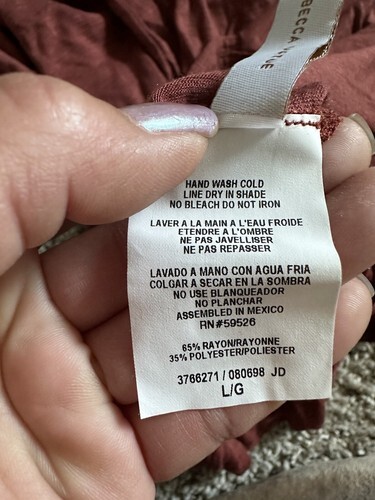 BECCA
HAND WASH COLD
LINE DRY IN SHADE
NO BLEACH DO NOT IRON
LAVER A LA MAIN A L'EAU FROIDE
ETENDRE A L'OMBRE
NE PAS JAVELLISER
NE PAS REPASSER
LAVADO A MANO CON AGUA FRIA
COLGAR A SECAR EN LA SOMBRA
NO USE BLANQUEADOR
NO PLANCHAR
ASSEMBLED IN MEXICO
RN#59526
65% RAYON/RAYONNE
35% POLYESTER/POLIESTER
3766271 / 080698 JD
L/G